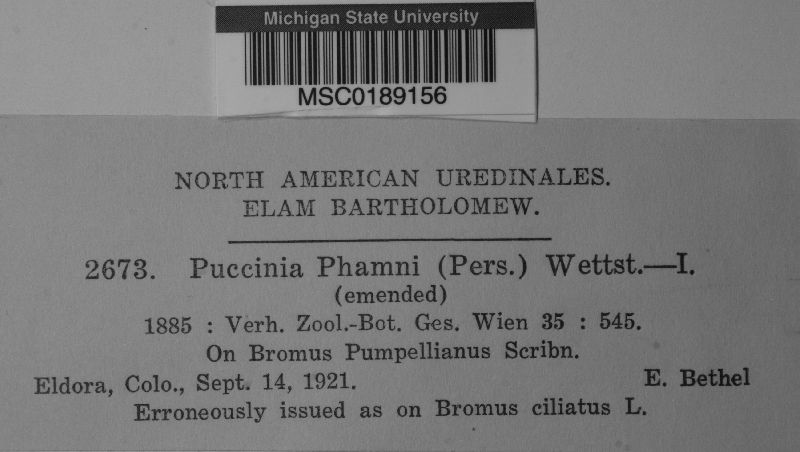 Michigan State University
MSC0189156
NORTH AMERICAN UREDINALES.
ELAM BARTHOLOMEW.
2673. Puccinia Phamni (Pers.) Wettst.—I.
(emended)
1885 : Verh. Zool.-Bot. Ges. Wien 35 : 545.
On Bromus Pumpellianus Scribn.
Eldora, Colo., Sept. 14, 1921. E. Bethel
Erroneously issued as on Bromus ciliatus L.